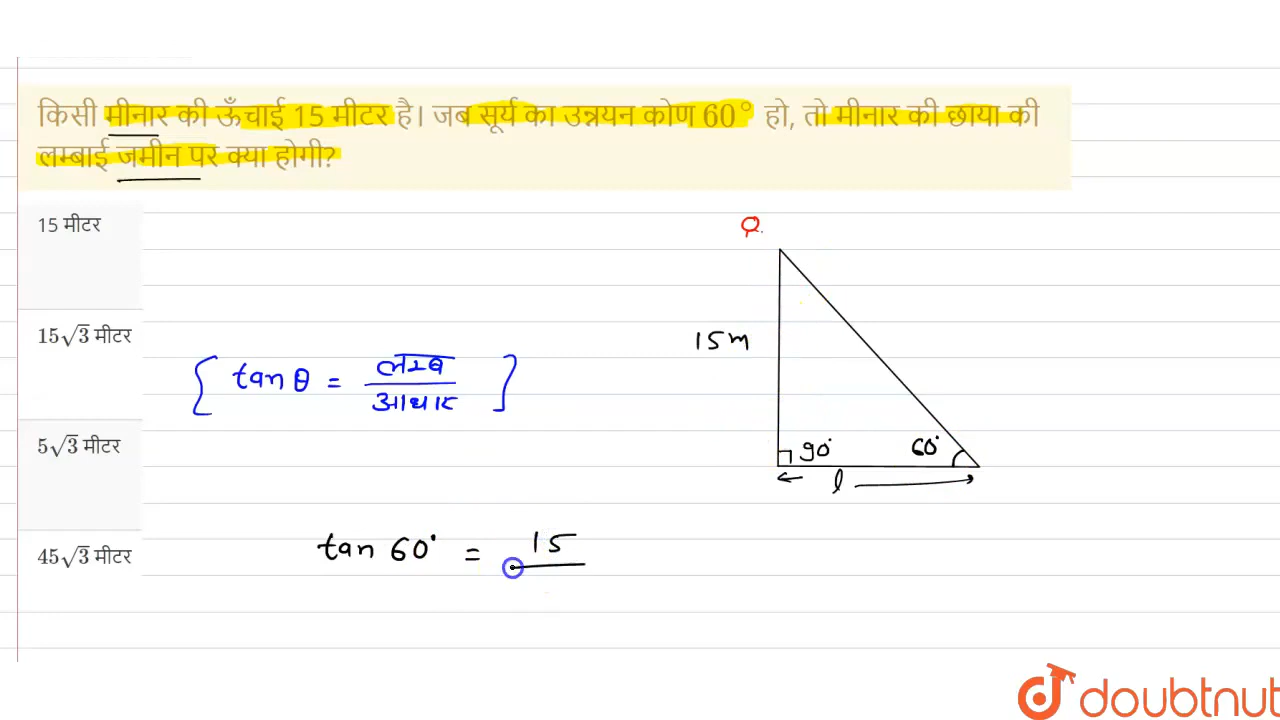 किसी मीनार की ऊँचाई 15 मीटर है। जब सूर्य का उन्नयन कोण 60° हो, तो मीनार की छाया की
लम्बाई जमीन पर क्या होगी?
15 मीटर
15√3 मीटर
5√3 मीटर
45√3 मीटर
Q.
15m
[ tan θ = लम्ब
आधार ]
90°
60°
l
tan 60° = 15
doubtnut